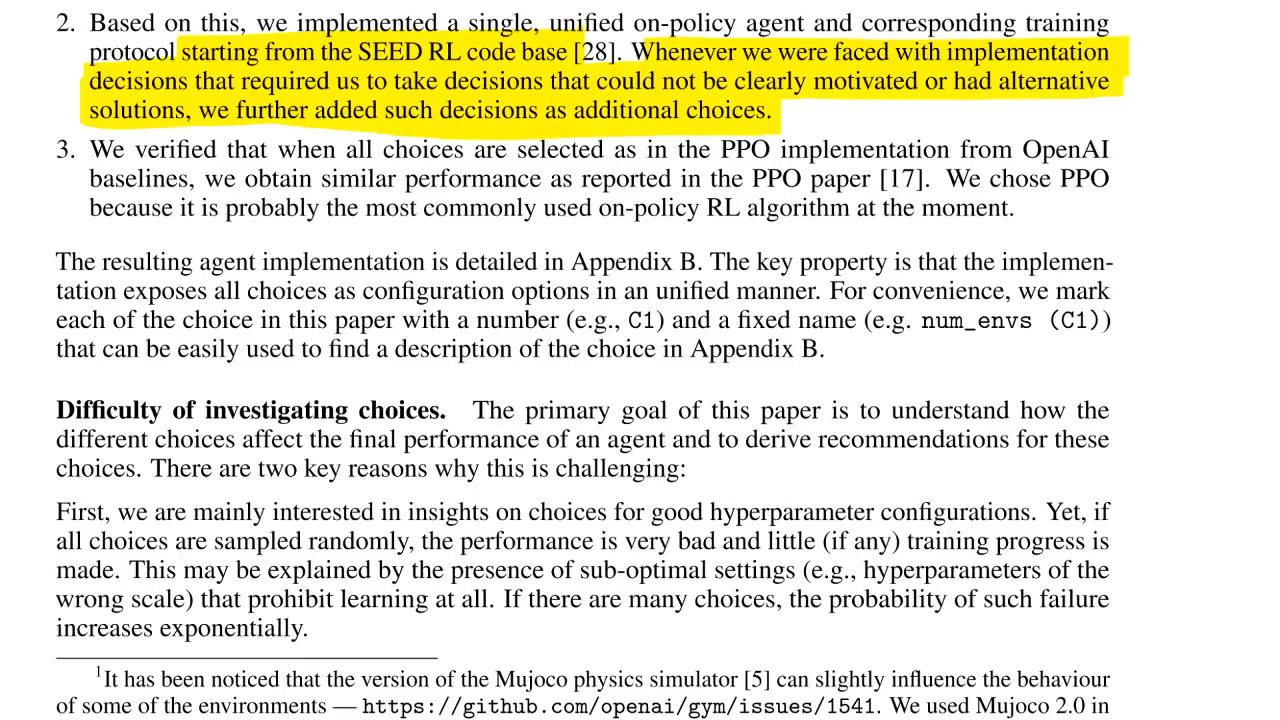 2. Based on this, we implemented a single, unified on-policy agent and corresponding training
protocol starting from the SEED RL code base [28]. Whenever we were faced with implementation
decisions that required us to take decisions that could not be clearly motivated or had alternative
solutions, we further added such decisions as additional choices.
3. We verified that when all choices are selected as in the PPO implementation from OpenAI
baselines, we obtain similar performance as reported in the PPO paper [17]. We chose PPO
because it is probably the most commonly used on-policy RL algorithm at the moment.
The resulting agent implementation is detailed in Appendix B. The key property is that the implemen-
tation exposes all choices as configuration options in an unified manner. For convenience, we mark
each of the choice in this paper with a number (e.g., C1) and a fixed name (e.g. num_envs (C1))
that can be easily used to find a description of the choice in Appendix B.
Difficulty of investigating choices. The primary goal of this paper is to understand how the
different choices affect the final performance of an agent and to derive recommendations for these
choices. There are two key reasons why this is challenging:
First, we are mainly interested in insights on choices for good hyperparameter configurations. Yet, if
all choices are sampled randomly, the performance is very bad and little (if any) training progress is
made. This may be explained by the presence of sub-optimal settings (e.g., hyperparameters of the
wrong scale) that prohibit learning at all. If there are many choices, the probability of such failure
increases exponentially.
1It has been noticed that the version of the Mujoco physics simulator [5] can slightly influence the behaviour
of some of the environments — https://github.com/openai/gym/issues/1541. We used Mujoco 2.0 in